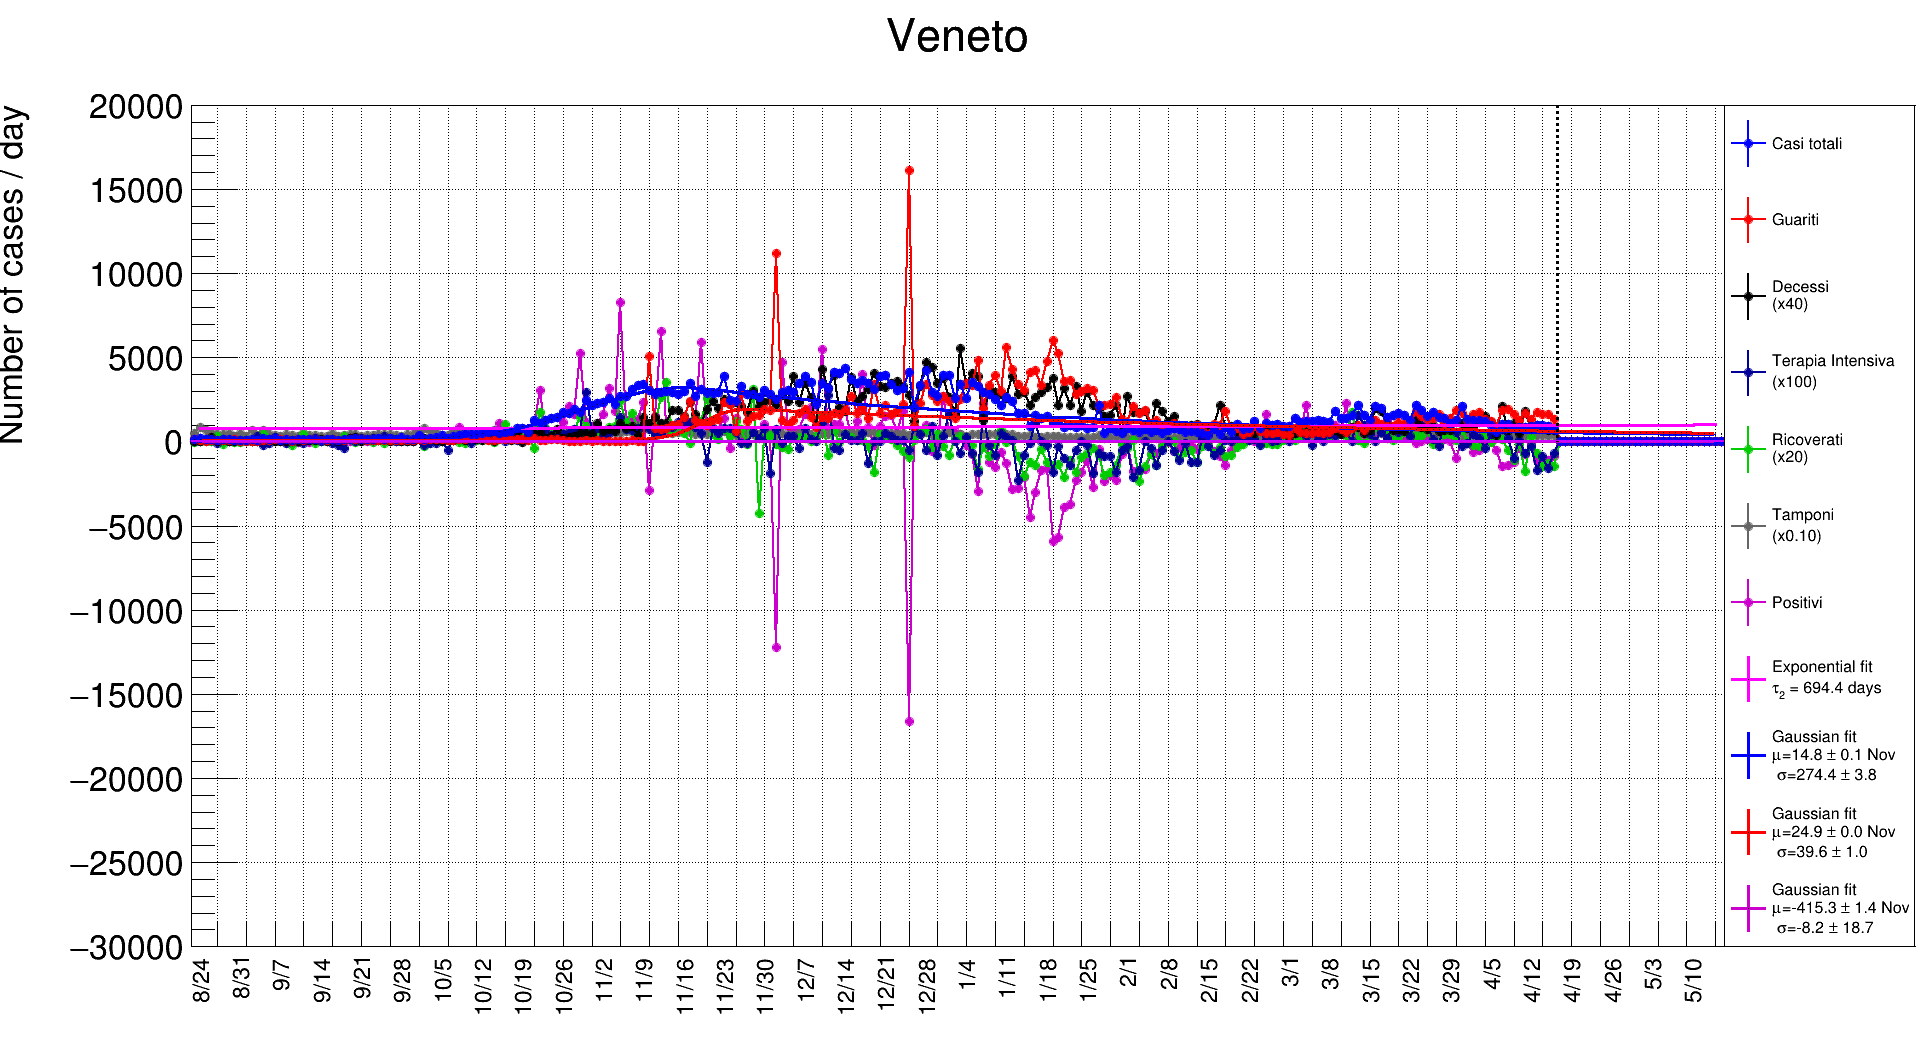 Veneto
Number of cases / day
20000
15000
10000
5000
0
−5000
−10000
−15000
−20000
−25000
−30000
8/24
8/31
9/7
9/14
9/21
9/28
10/5
10/12
10/19
10/26
11/2
11/9
11/16
11/23
11/30
12/7
12/14
12/21
12/28
1/4
1/11
1/18
1/25
2/1
2/8
2/15
2/22
3/1
3/8
3/15
3/22
3/29
4/5
4/12
4/19
4/26
5/3
5/10
Casi totali
Guariti
Decessi
(x40)
Terapia Intensiva
(x100)
Ricoverati
(x20)
Tamponi
(x0.10)
Positivi
Exponential fit
τ2 = 694.4 days
Gaussian fit
μ=14.8 ± 0.1 Nov
σ=274.4 ± 3.8
Gaussian fit
μ=24.9 ± 0.0 Nov
σ=39.6 ± 1.0
Gaussian fit
μ=-415.3 ± 1.4 Nov
σ=-8.2 ± 18.7